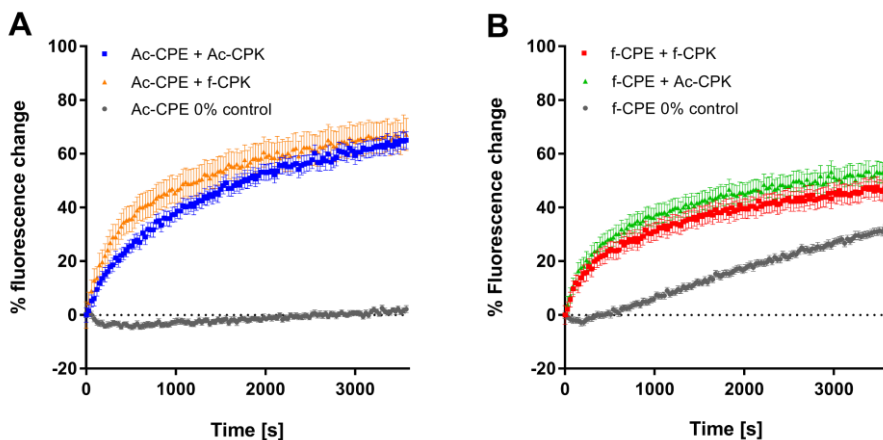 A
% fluorescence change
100
80
60
40
20
0
-20
Ac-CPE + Ac-CPK
Ac-CPE + f-CPK
Ac-CPE 0% control
0
1000
2000
3000
Time [s]
B
% Fluorescence change
100
80
60
40
20
0
-20
f-CPE + f-CPK
f-CPE + Ac-CPK
f-CPE 0% control
0
1000
2000
3000
Time [s]